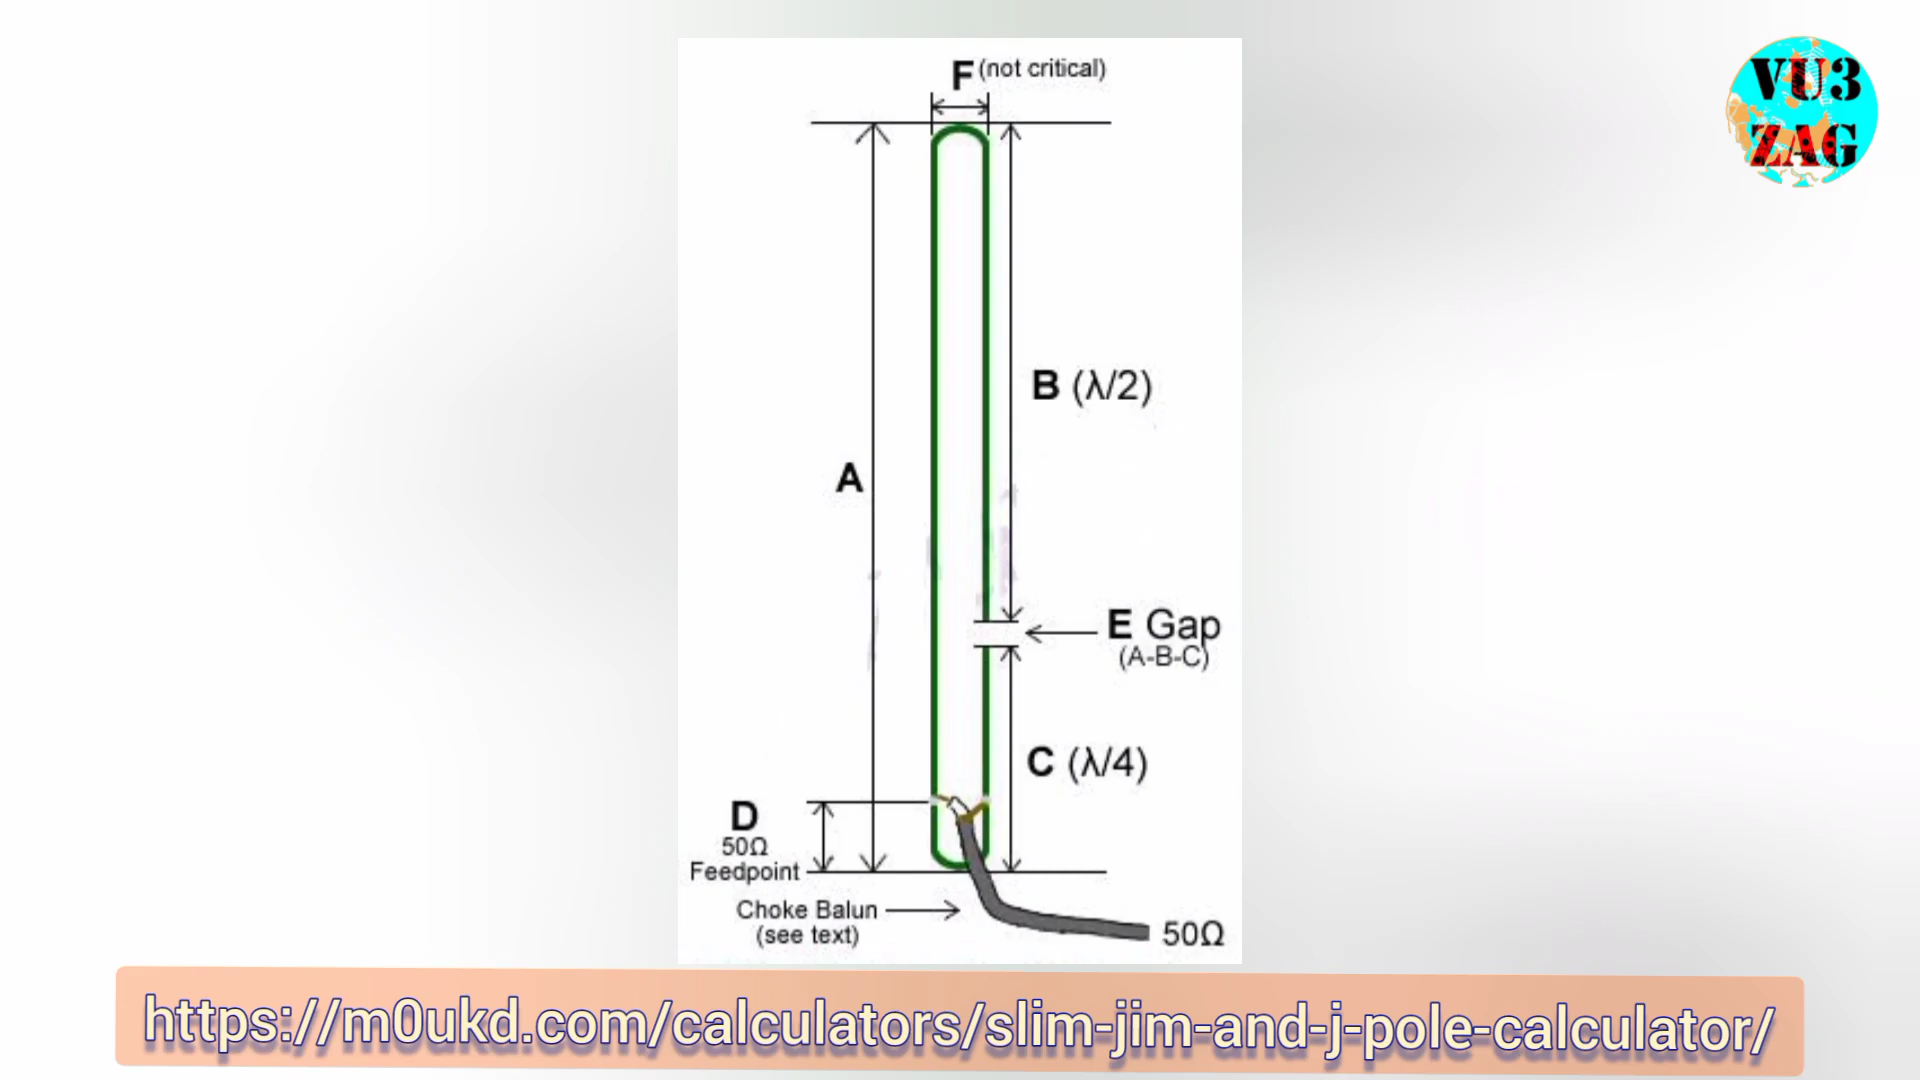 F (not critical)
VU3
ZAG
B (λ/2)
A
E Gap
(A-B-C)
C (λ/4)
D
50Ω
Feedpoint
Choke Balun
(see text)
50Ω
https://m0ukd.com/calculators/slim-jim-and-j-pole-calculator/